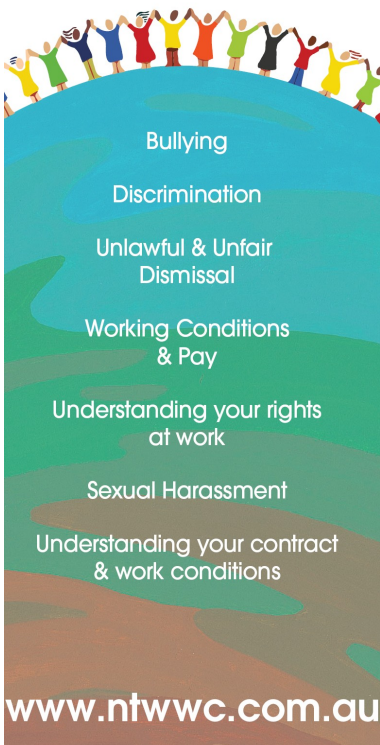 Bullying
Discrimination
Unlawful & Unfair
Dismissal
Working Conditions
& Pay
Understanding your rights
at work
Sexual Harassment
Understanding your contract
& work conditions
www.ntwwc.com.au